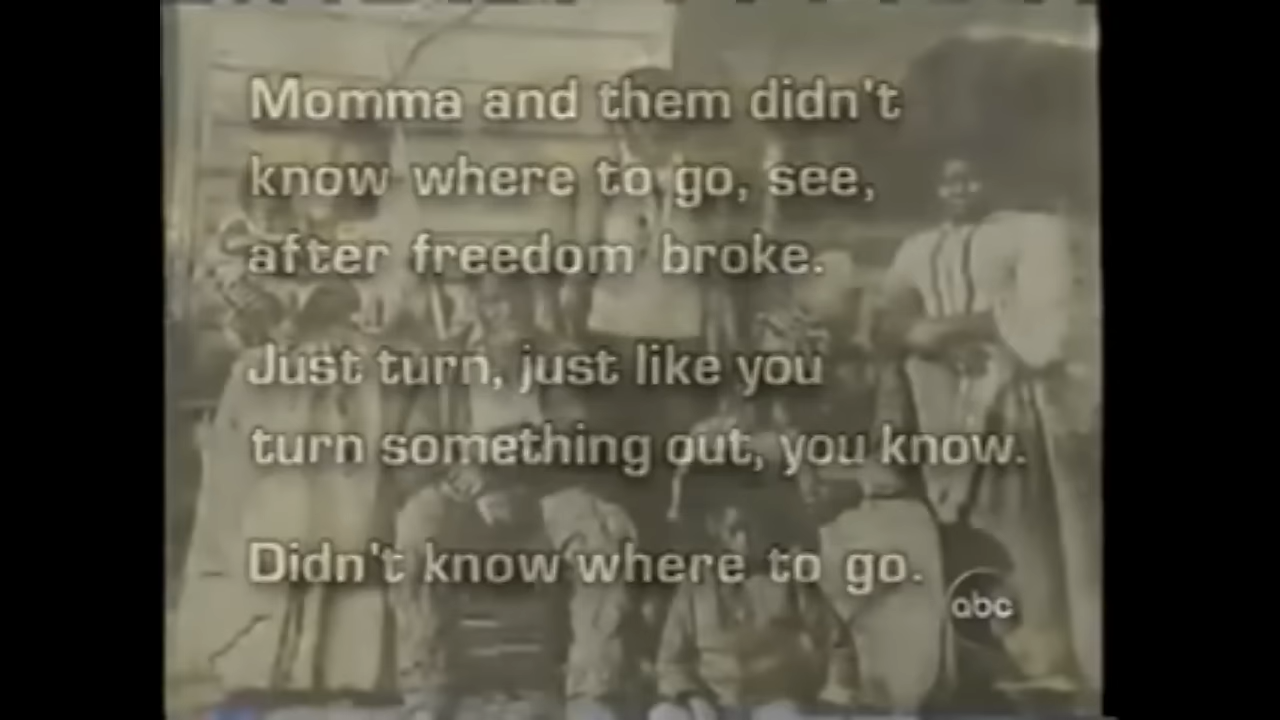 Momma and them didn't
know where to go, see,
after freedom broke.
Just turn, just like you
turn something out, you know.
Didn't know where to go.
abc